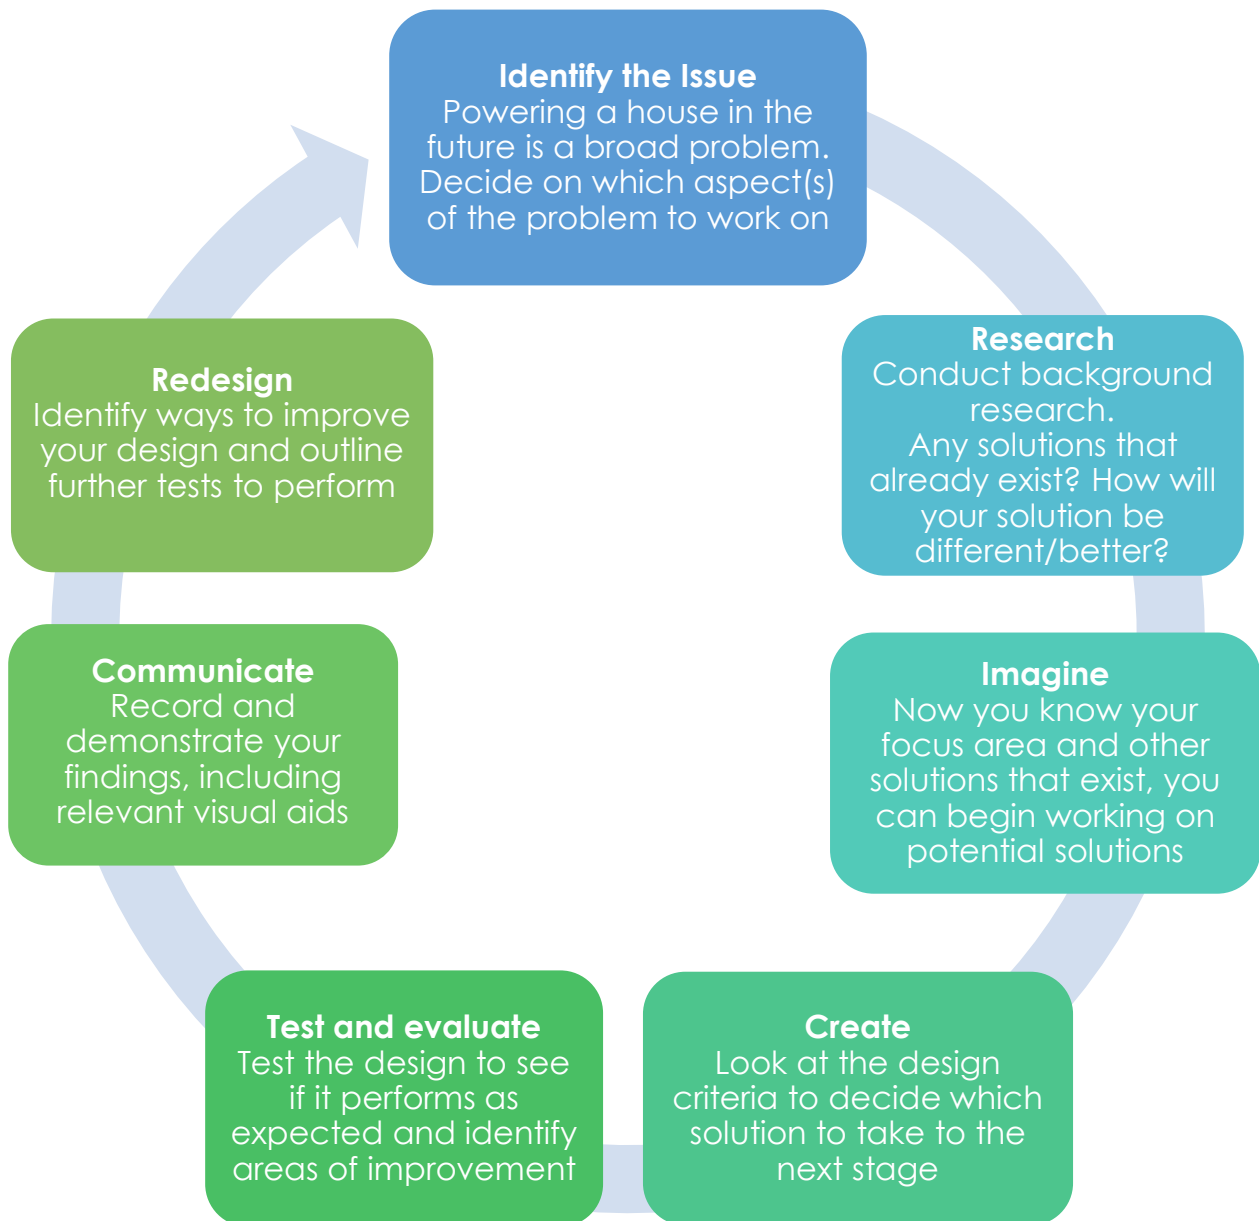 Identify the Issue
Powering a house in the
future is a broad problem.
Decide on which aspect(s)
of the problem to work on
Research
Conduct background
research.
Any solutions that
already exist? How will
your solution be
different/better?
Imagine
Now you know your
focus area and other
solutions that exist, you
can begin working on
potential solutions
Create
Look at the design
criteria to decide which
solution to take to the
next stage
Test and evaluate
Test the design to see
if it performs as
expected and identify
areas of improvement
Communicate
Record and
demonstrate your
findings, including
relevant visual aids
Redesign
Identify ways to improve
your design and outline
further tests to perform